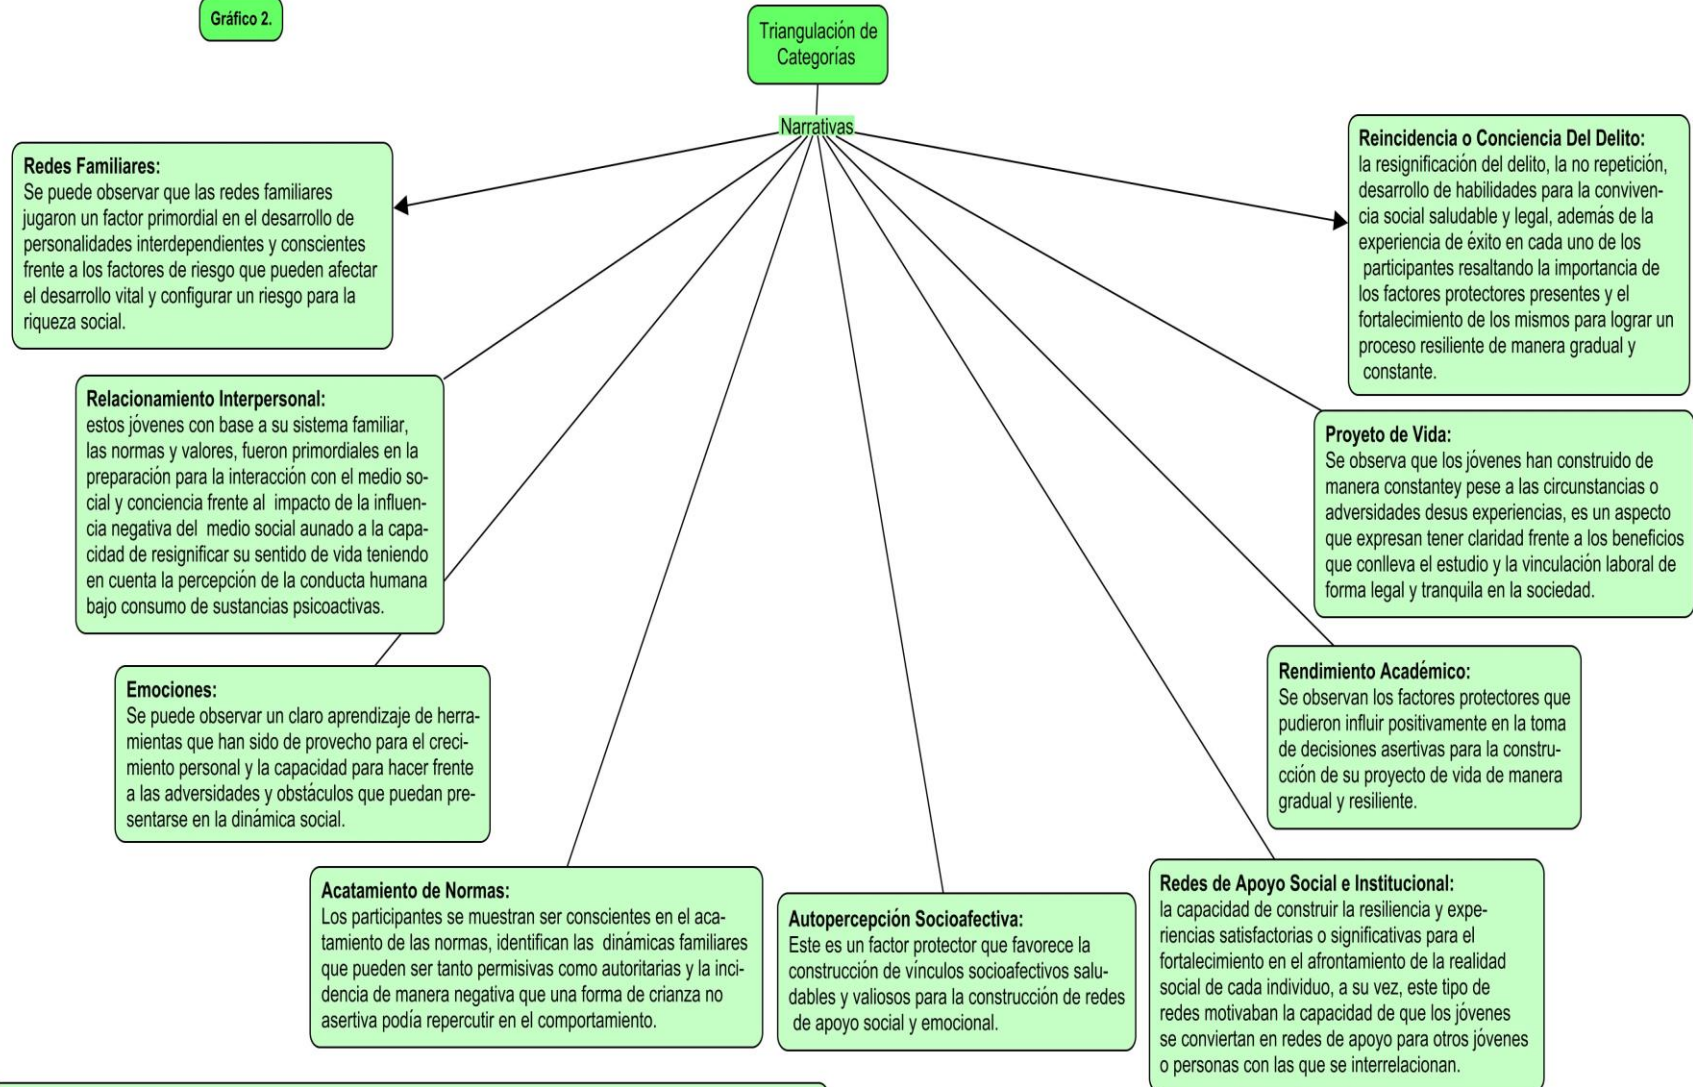 Gráfico 2.
Triangulación de
Categorías
Narrativas
Redes Familiares:
Se puede observar que las redes familiares
jugaron un factor primordial en el desarrollo de
personalidades interdependientes y conscientes
frente a los factores de riesgo que pueden afectar
el desarrollo vital y configurar un riesgo para la
riqueza social.
Relacionamiento Interpersonal:
estos jóvenes con base a su sistema familiar,
las normas y valores, fueron primordiales en la
preparación para la interacción con el medio so-
cial y conciencia frente al impacto de la influen-
cia negativa del medio social aunado a la capa-
cidad de resignificar su sentido de vida teniendo
en cuenta la percepción de la conducta humana
bajo consumo de sustancias psicoactivas.
Emociones:
Se puede observar un claro aprendizaje de herra-
mientas que han sido de provecho para el creci-
miento personal y la capacidad para hacer frente
a las adversidades y obstáculos que puedan pre-
sentarse en la dinámica social.
Acatamiento de Normas:
Los participantes se muestran ser conscientes en el aca-
tamiento de las normas, identifican las dinámicas familiares
que pueden ser tanto permisivas como autoritarias y la inci-
dencia de manera negativa que una forma de crianza no
asertiva podía repercutir en el comportamiento.
Autopercepción Socioafectiva:
Este es un factor protector que favorece la
construcción de vínculos socioafectivos salu-
dables y valiosos para la construcción de redes
de apoyo social y emocional.
Redes de Apoyo Social e Institucional:
la capacidad de construir la resiliencia y expe-
riencias satisfactorias o significativas para el
fortalecimiento en el afrontamiento de la realidad
social de cada individuo, a su vez, este tipo de
redes motivaban la capacidad de que los jóvenes
se conviertan en redes de apoyo para otros jóvenes
o personas con las que se interrelacionan.
Rendimiento Académico:
Se observan los factores protectores que
pudieron influir positivamente en la toma
de decisiones asertivas para la constru-
cción de su proyecto de vida de manera
gradual y resiliente.
Proyeto de Vida:
Se observa que los jóvenes han construido de
manera constantey pese a las circunstancias o
adversidades desus experiencias, es un aspecto
que expresan tener claridad frente a los beneficios
que conlleva el estudio y la vinculación laboral de
forma legal y tranquila en la sociedad.
Reincidencia o Conciencia Del Delito:
la resignificación del delito, la no repetición,
desarrollo de habilidades para la conviven-
cia social saludable y legal, además de la
experiencia de éxito en cada uno de los
participantes resaltando la importancia de
los factores protectores presentes y el
fortalecimiento de los mismos para lograr un
proceso resiliente de manera gradual y
constante.